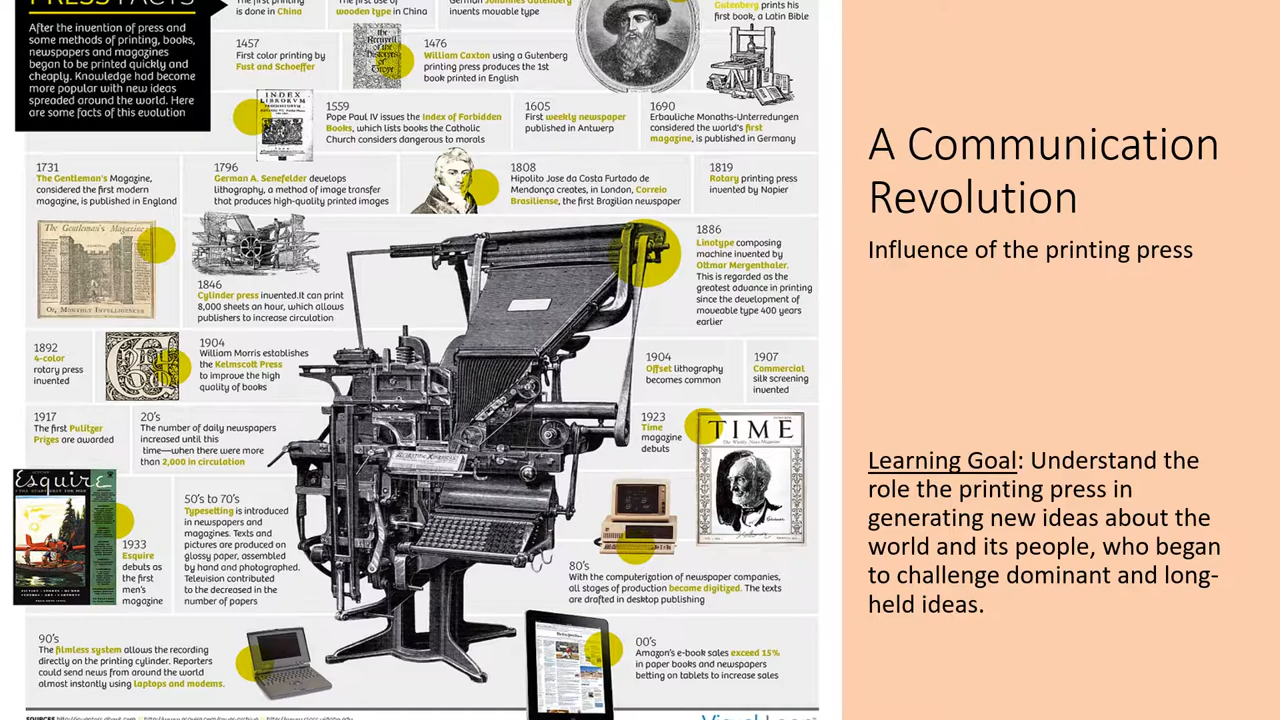 PRESS FACTS
After the invention of press and
some methods of printing, books,
newspapers and magazines
began to be printed quickly and
cheaply. Knowledge had become
more popular with new ideas
spreaded around the world. Here
are some facts of this evolution
The first printing
is done in China
The first use of
wooden type in China
German Johannes Gutenberg
invents movable type
Gutenberg prints his
first book, a Latin Bible
1457
First color printing by
Fust and Schoeffer
1476
William Caxton using a Gutenberg
printing press produces the 1st
book printed in English
INDEX
1559
Pope Paul IV issues the Index of Forbidden
Books, which lists books the Catholic
Church considers dangerous to morals
1605
First weekly newspaper
published in Antwerp
1690
Erbauliche Monaths-Unterredungen
considered the world's first
magazine, is published in Germany
1731
The Gentleman's Magazine,
considered the first modern
magazine, is published in England
1796
German A. Senefelder develops
lithography, a method of image transfer
that produces high-quality printed images
1808
Hipolito Jose da Costa Furtado de
Mendonça creates, in London, Correio
Brasiliense, the first Brazilian newspaper
1819
Rotary printing press
invented by Napier
The Gentleman's Magazine
Or, MONTHLY INTELLIGENCER
1846
Cylinder press invented.It can print
8,000 sheets an hour, which allows
publishers to increase circulation
1886
Linotype composing
machine invented by
Ottmar Mergenthaler.
This is regarded as the
greatest advance in printing
since the development of
moveable type 400 years
earlier
1892
4-color
rotary press
invented
1904
William Morris establishes
the Kelmscott Press
to improve the high
quality of books
1904
Offset lithography
becomes common
1907
Commercial
silk screening
invented
1917
The first Pulitzer
Prizes are awarded
20's
The number of daily newspapers
increased until this
time—when there were more
than 2,000 in circulation
1923
Time
magazine
debuts
TIME
Esquire
1933
Esquire
debuts as
the first
men's
magazine
50's to 70's
Typesetting is introduced
in newspapers and
magazines. Texts and
pictures are produced on
glossy paper, assembled
by hand and photographed.
Television contributed
to the decreased in the
number of papers
80's
With the computerization of newspaper companies,
all stages of production become digitized. The texts
are drafted in desktop publishing
90's
The filmless system allows the recording
directly on the printing cylinder. Reporters
could send news from around the world
almost instantly using laptops and modems.
00's
Amazon's e-book sales exceed 15%
in paper books and newspapers
betting on tablets to increase sales
A Communication
Revolution
Influence of the printing press
Learning Goal: Understand the
role the printing press in
generating new ideas about the
world and its people, who began
to challenge dominant and long-
held ideas.